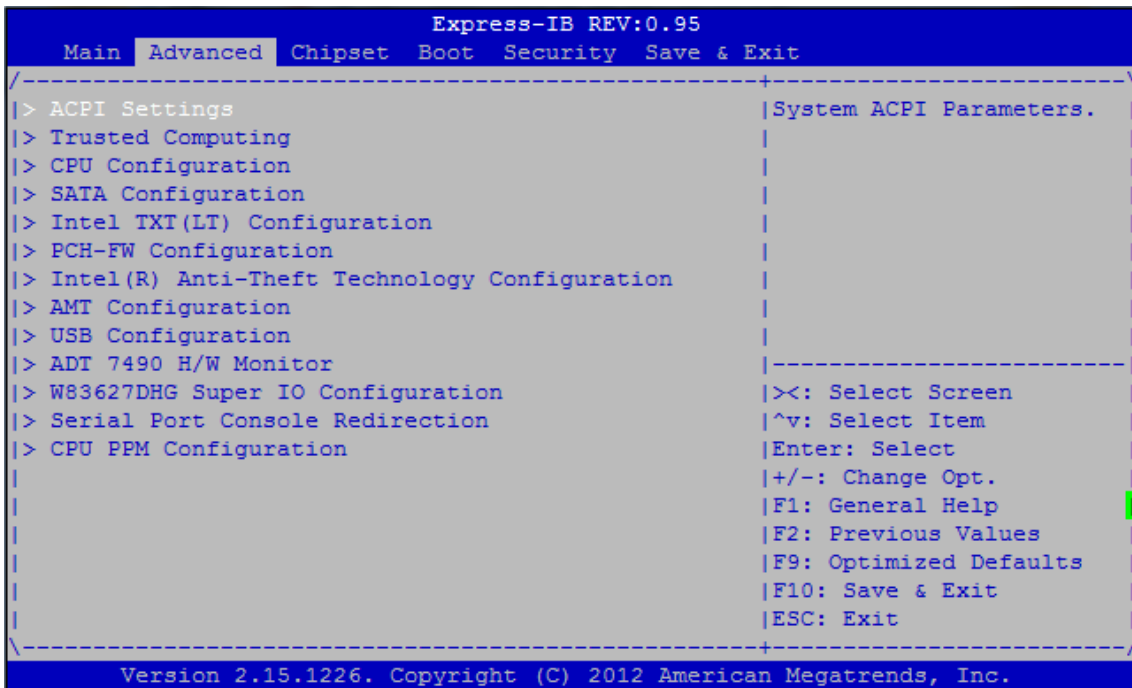 Express-IB REV:0.95
Main Advanced Chipset Boot Security Save & Exit
> ACPI Settings
> Trusted Computing
> CPU Configuration
> SATA Configuration
> Intel TXT(LT) Configuration
> PCH-FW Configuration
> Intel(R) Anti-Theft Technology Configuration
> AMT Configuration
> USB Configuration
> ADT 7490 H/W Monitor
> W83627DHG Super IO Configuration
> Serial Port Console Redirection
> CPU PPM Configuration
System ACPI Parameters.
><: Select Screen
^v: Select Item
Enter: Select
+/-: Change Opt.
F1: General Help
F2: Previous Values
F9: Optimized Defaults
F10: Save & Exit
ESC: Exit
Version 2.15.1226. Copyright (C) 2012 American Megatrends, Inc.